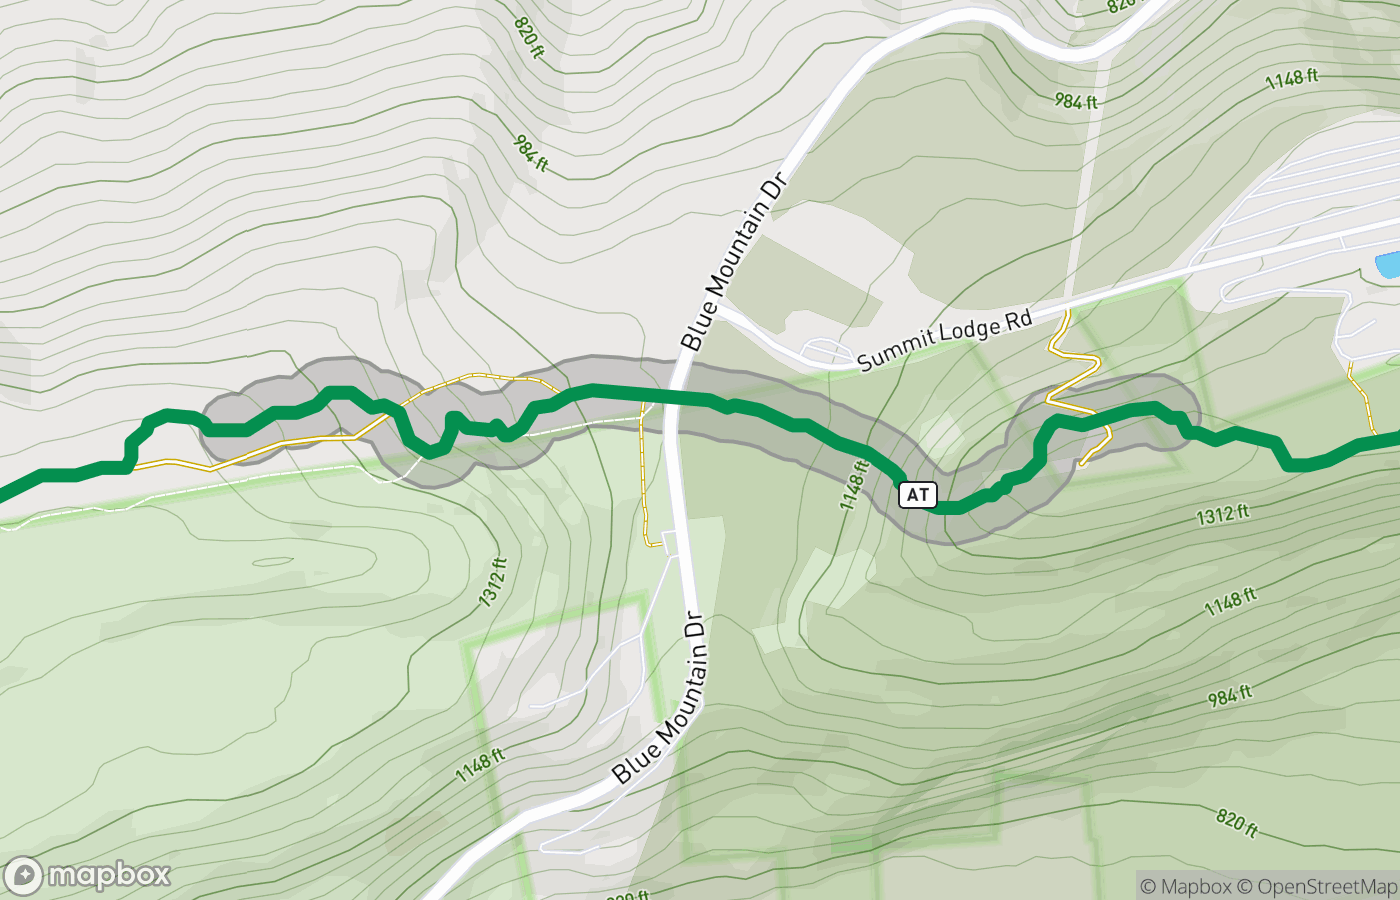 820 ft
820 ft
1148 ft
984 ft
984 ft
Blue Mountain Dr
Summit Lodge Rd
1148 ft
AT
1312 ft
1312 ft
1148 ft
Blue Mountain Dr
984 ft
1148 ft
820 ft
mapbox
© Mapbox © OpenStreetMap